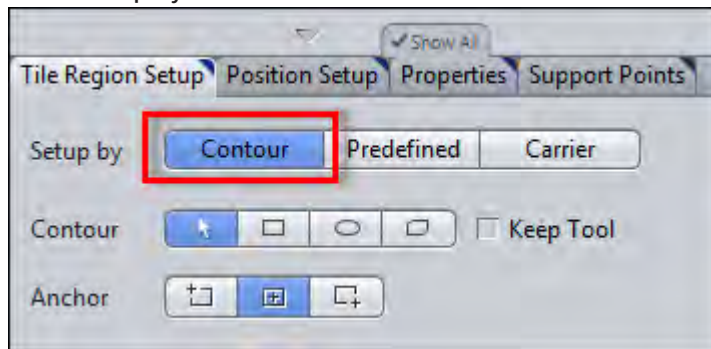 Show All
Tile Region Setup Position Setup Properties Support Points
Setup by Contour Predefined Carrier
Contour Keep Tool
Anchor